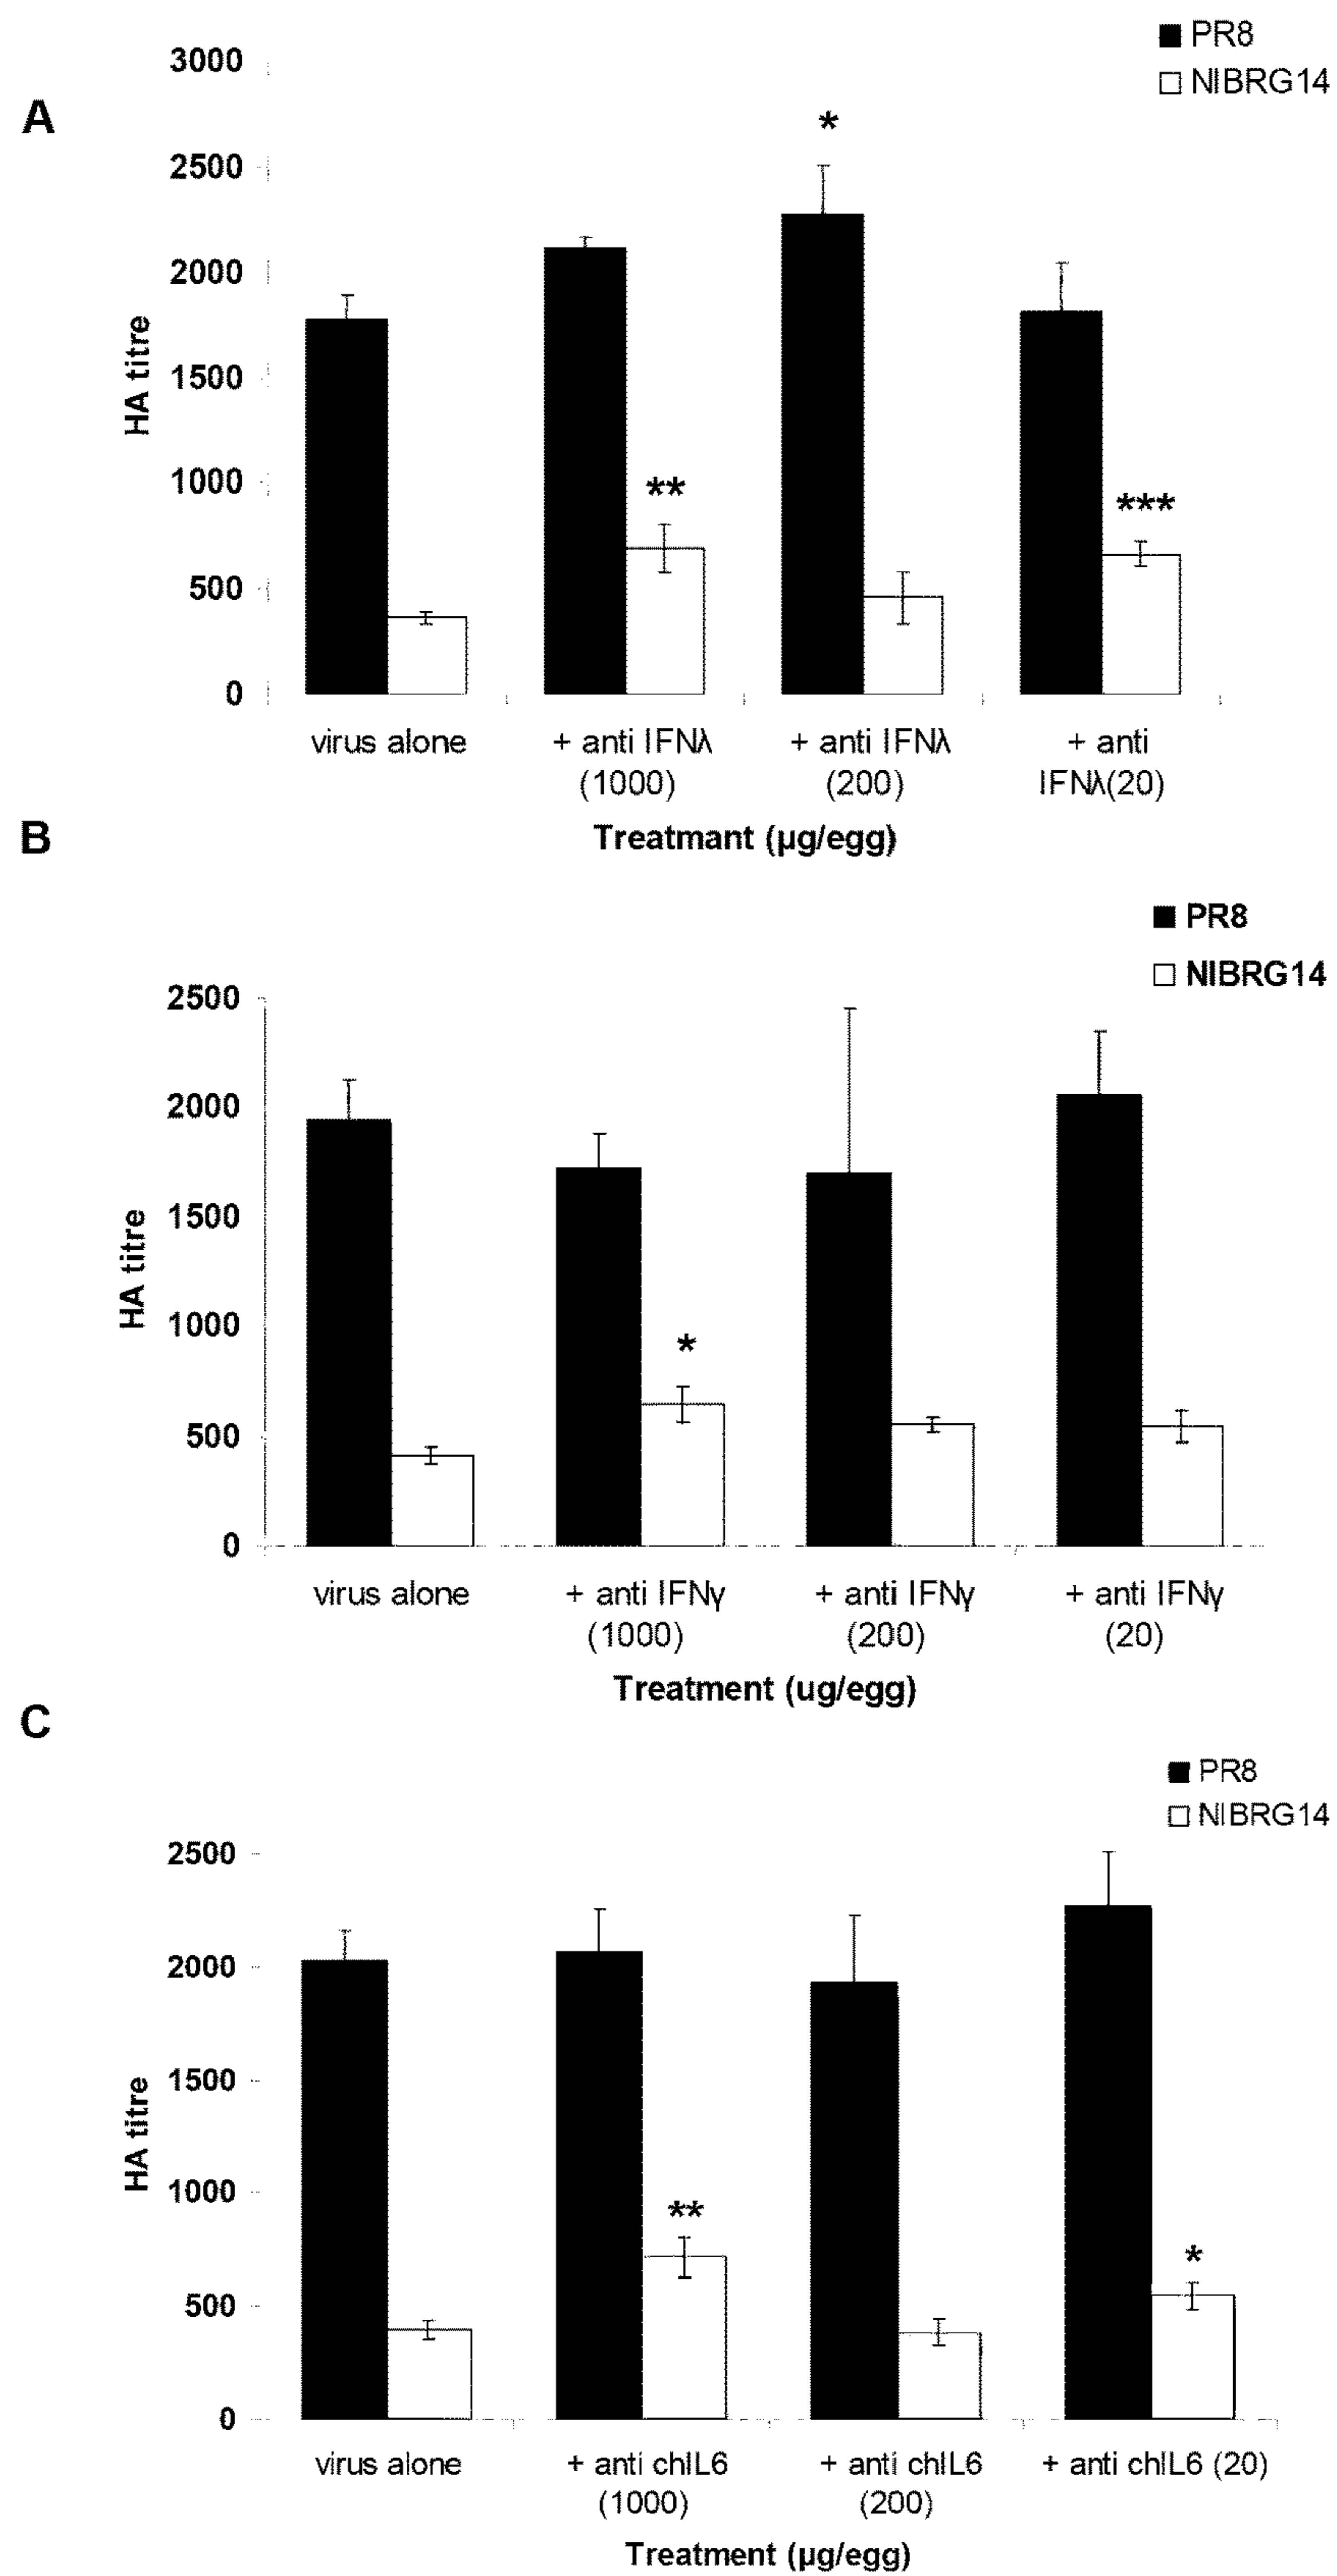 PR8
NIBRG14
A
3000
2500
2000
1500
1000
500
0
HA titre
*
**
***
virus alone
+ anti IFNλ
(1000)
+ anti IFNλ
(200)
+ anti
IFNλ(20)
Treatmant (µg/egg)
B
PR8
NIBRG14
2500
2000
1500
1000
500
0
HA titre
*
virus alone
+ anti IFNγ
(1000)
+ anti IFNγ
(200)
+ anti IFNγ
(20)
Treatment (ug/egg)
C
PR8
NIBRG14
2500
2000
1500
1000
500
0
HA titre
**
*
virus alone
+ anti chIL6
(1000)
+ anti chIL6
(200)
+ anti chIL6 (20)
Treatment (µg/egg)